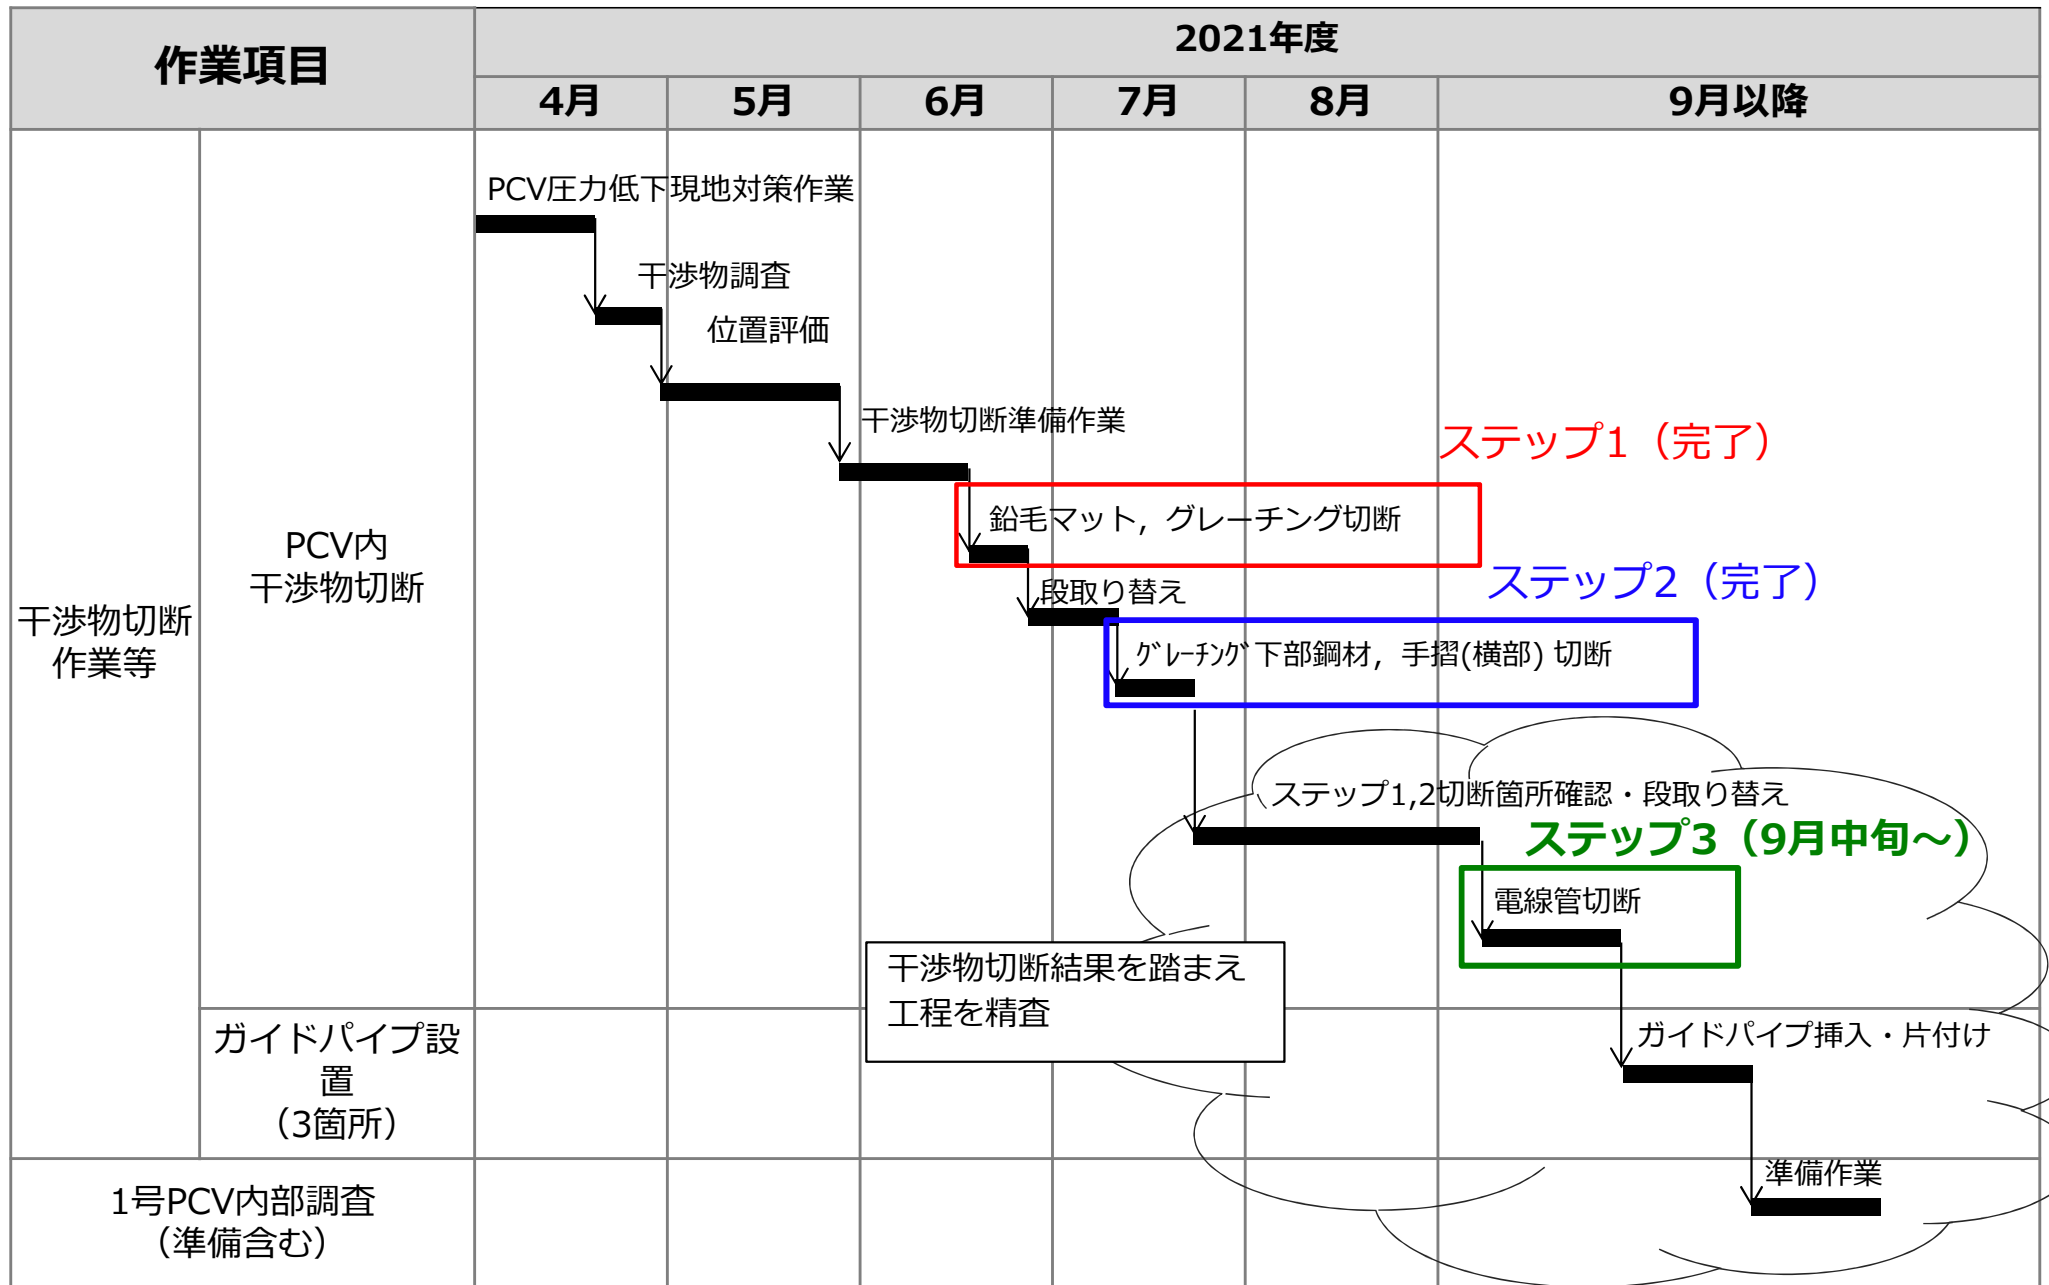 作業項目
2021年度
4月
5月
6月
7月
8月
9月以降
干渉物切断
作業等
PCV内
干渉物切断
PCV圧力低下現地対策作業
干渉物調査
位置評価
干渉物切断準備作業
ステップ1（完了）
鉛毛マット，グレーチング切断
段取り替え
ステップ2（完了）
ｸﾞﾚｰﾁﾝｸﾞ下部鋼材，手摺(横部) 切断
ステップ1,2切断箇所確認・段取り替え
ステップ3（9月中旬～）
電線管切断
干渉物切断結果を踏まえ
工程を精査
ガイドパイプ設
置
（3箇所）
ガイドパイプ挿入・片付け
1号PCV内部調査
（準備含む）
準備作業